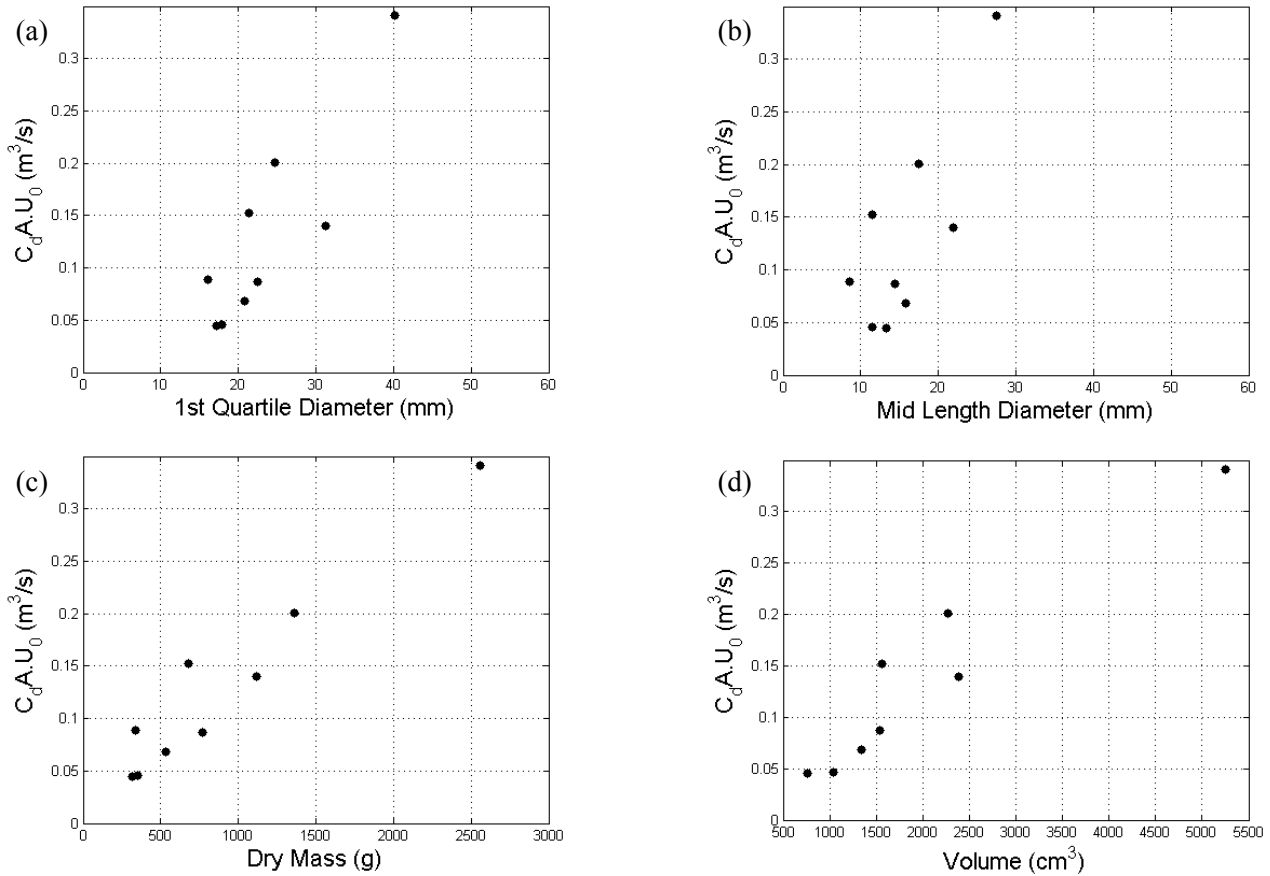 (a)
0.3
0.25
0.2
0.15
0.1
0.05
0
C_dA.U_0 (m^3/s)
0 10 20 30 40 50 60
1st Quartile Diameter (mm)
(b)
0.3
0.25
0.2
0.15
0.1
0.05
0
C_dA.U_0 (m^3/s)
0 10 20 30 40 50 60
Mid Length Diameter (mm)
(c)
0.3
0.25
0.2
0.15
0.1
0.05
0
C_dA.U_0 (m^3/s)
0 500 1000 1500 2000 2500 3000
Dry Mass (g)
(d)
0.3
0.25
0.2
0.15
0.1
0.05
0
C_dA.U_0 (m^3/s)
500 1000 1500 2000 2500 3000 3500 4000 4500 5000 5500
Volume (cm^3)